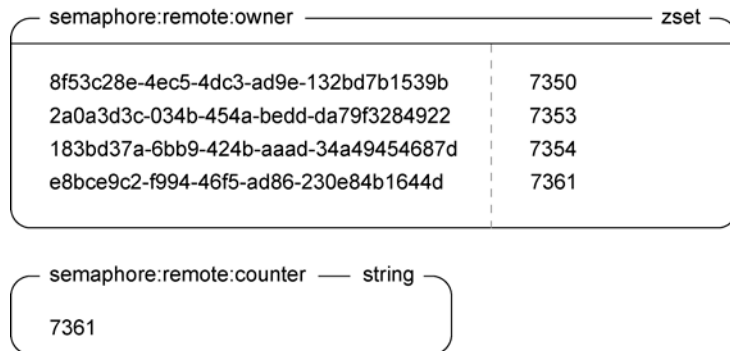 semaphore:remote:owner zset
8f53c28e-4ec5-4dc3-ad9e-132bd7b1539b 7350
2a0a3d3c-034b-454a-bedd-da79f3284922 7353
183bd37a-6bb9-424b-aaad-34a49454687d 7354
e8bce9c2-f994-46f5-ad86-230e84b1644d 7361
semaphore:remote:counter string
7361